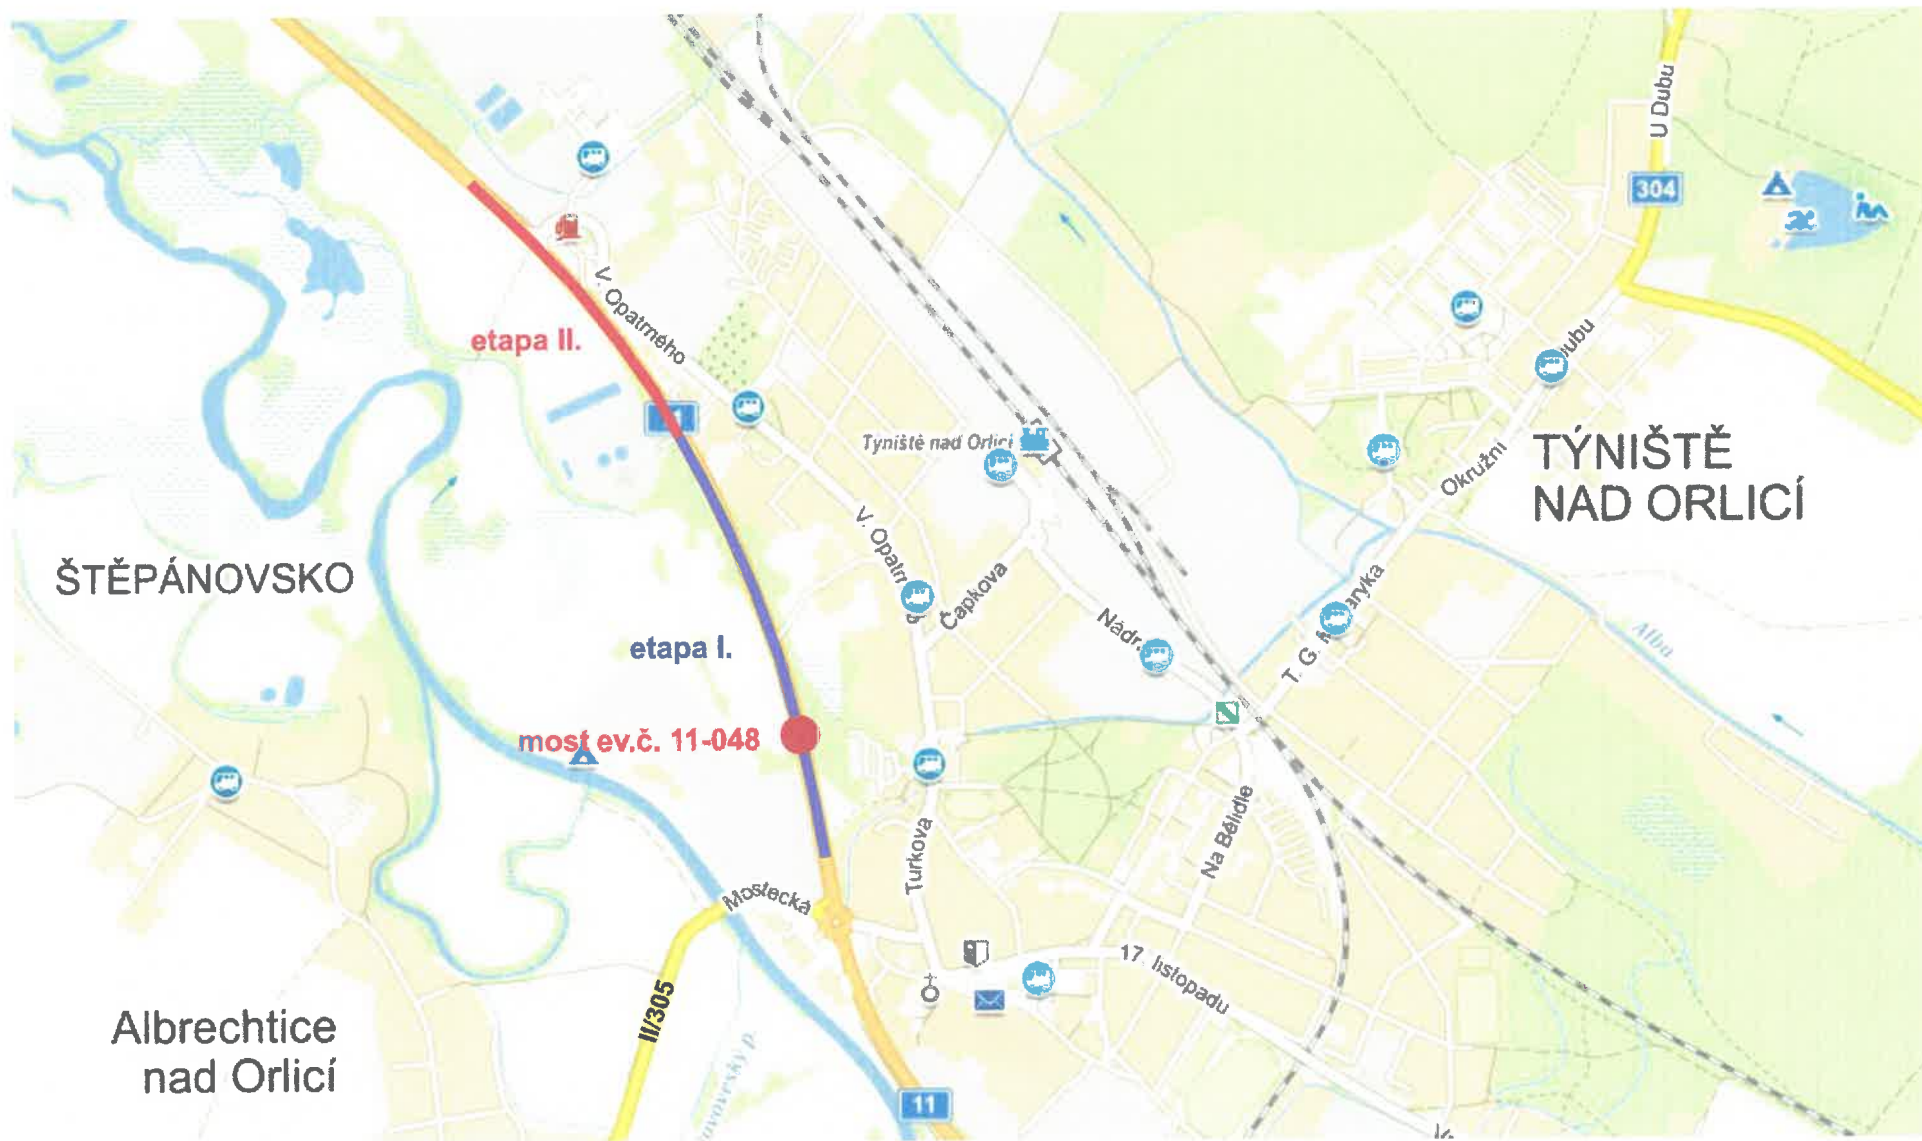 U Dubu
304
V. Opatrného
etapa II.
Týniště nad Orlicí
Okružní
TÝNIŠTĚ
NAD ORLICÍ
ŠTĚPÁNOVSKO
Čapkova
etapa I.
T. G.
Alba
most ev.č. 11-048
Na Bělidle
Turkova
Mostecká
17. listopadu
II/305
Albrechtice
nad Orlicí
11